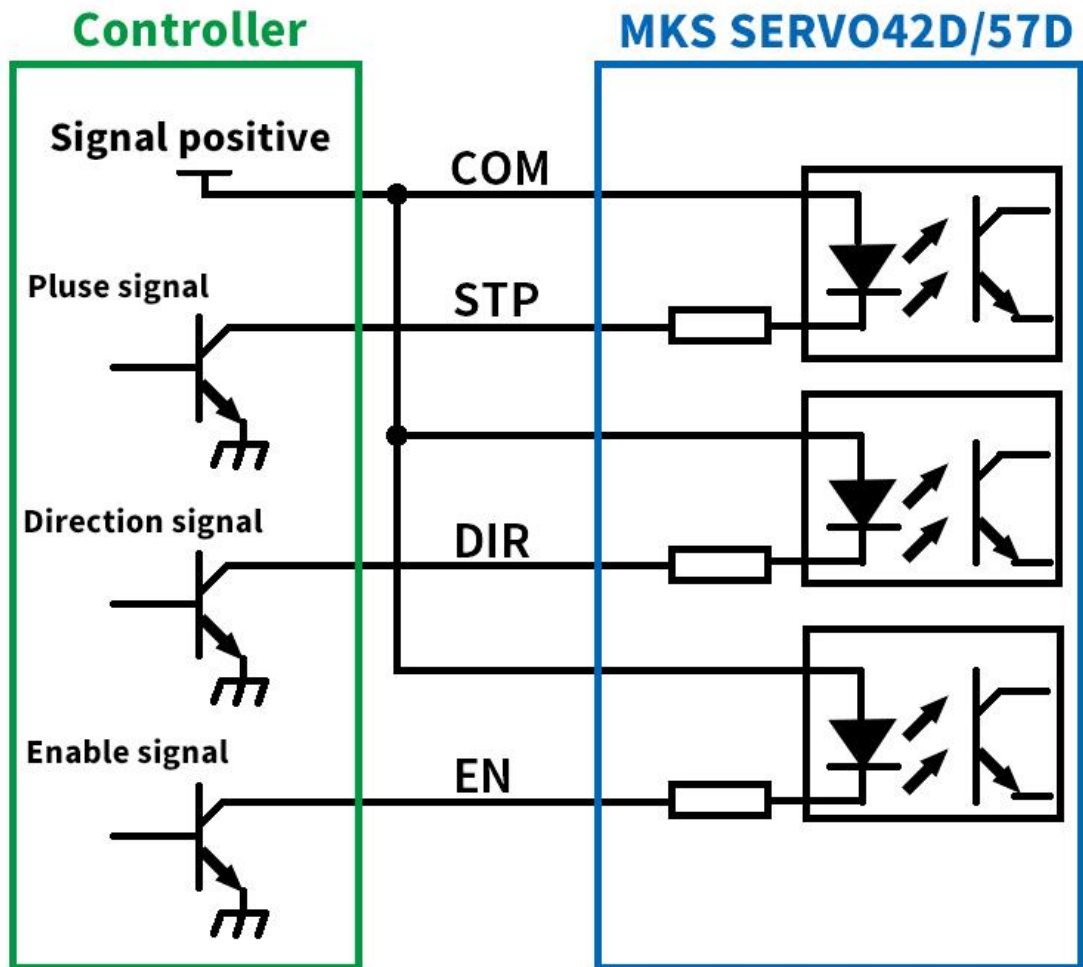 Controller
MKS SERVO42D/57D
Signal positive
COM
Pluse signal
STP
Direction signal
DIR
Enable signal
EN